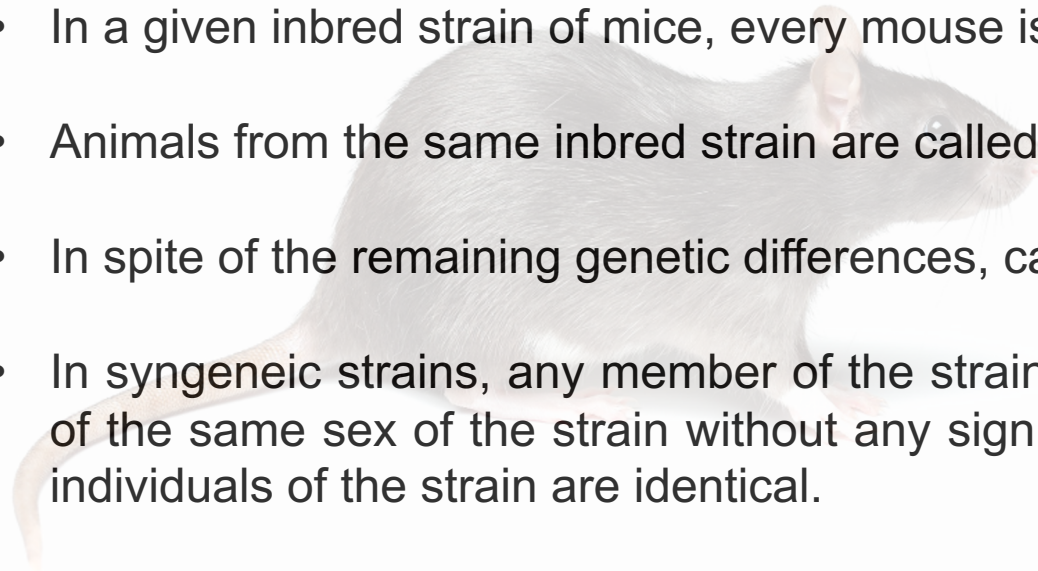 • In a given inbred strain of mice, every mouse is
• Animals from the same inbred strain are called
• In spite of the remaining genetic differences, ca
• In syngeneic strains, any member of the strain
of the same sex of the strain without any sign
individuals of the strain are identical.